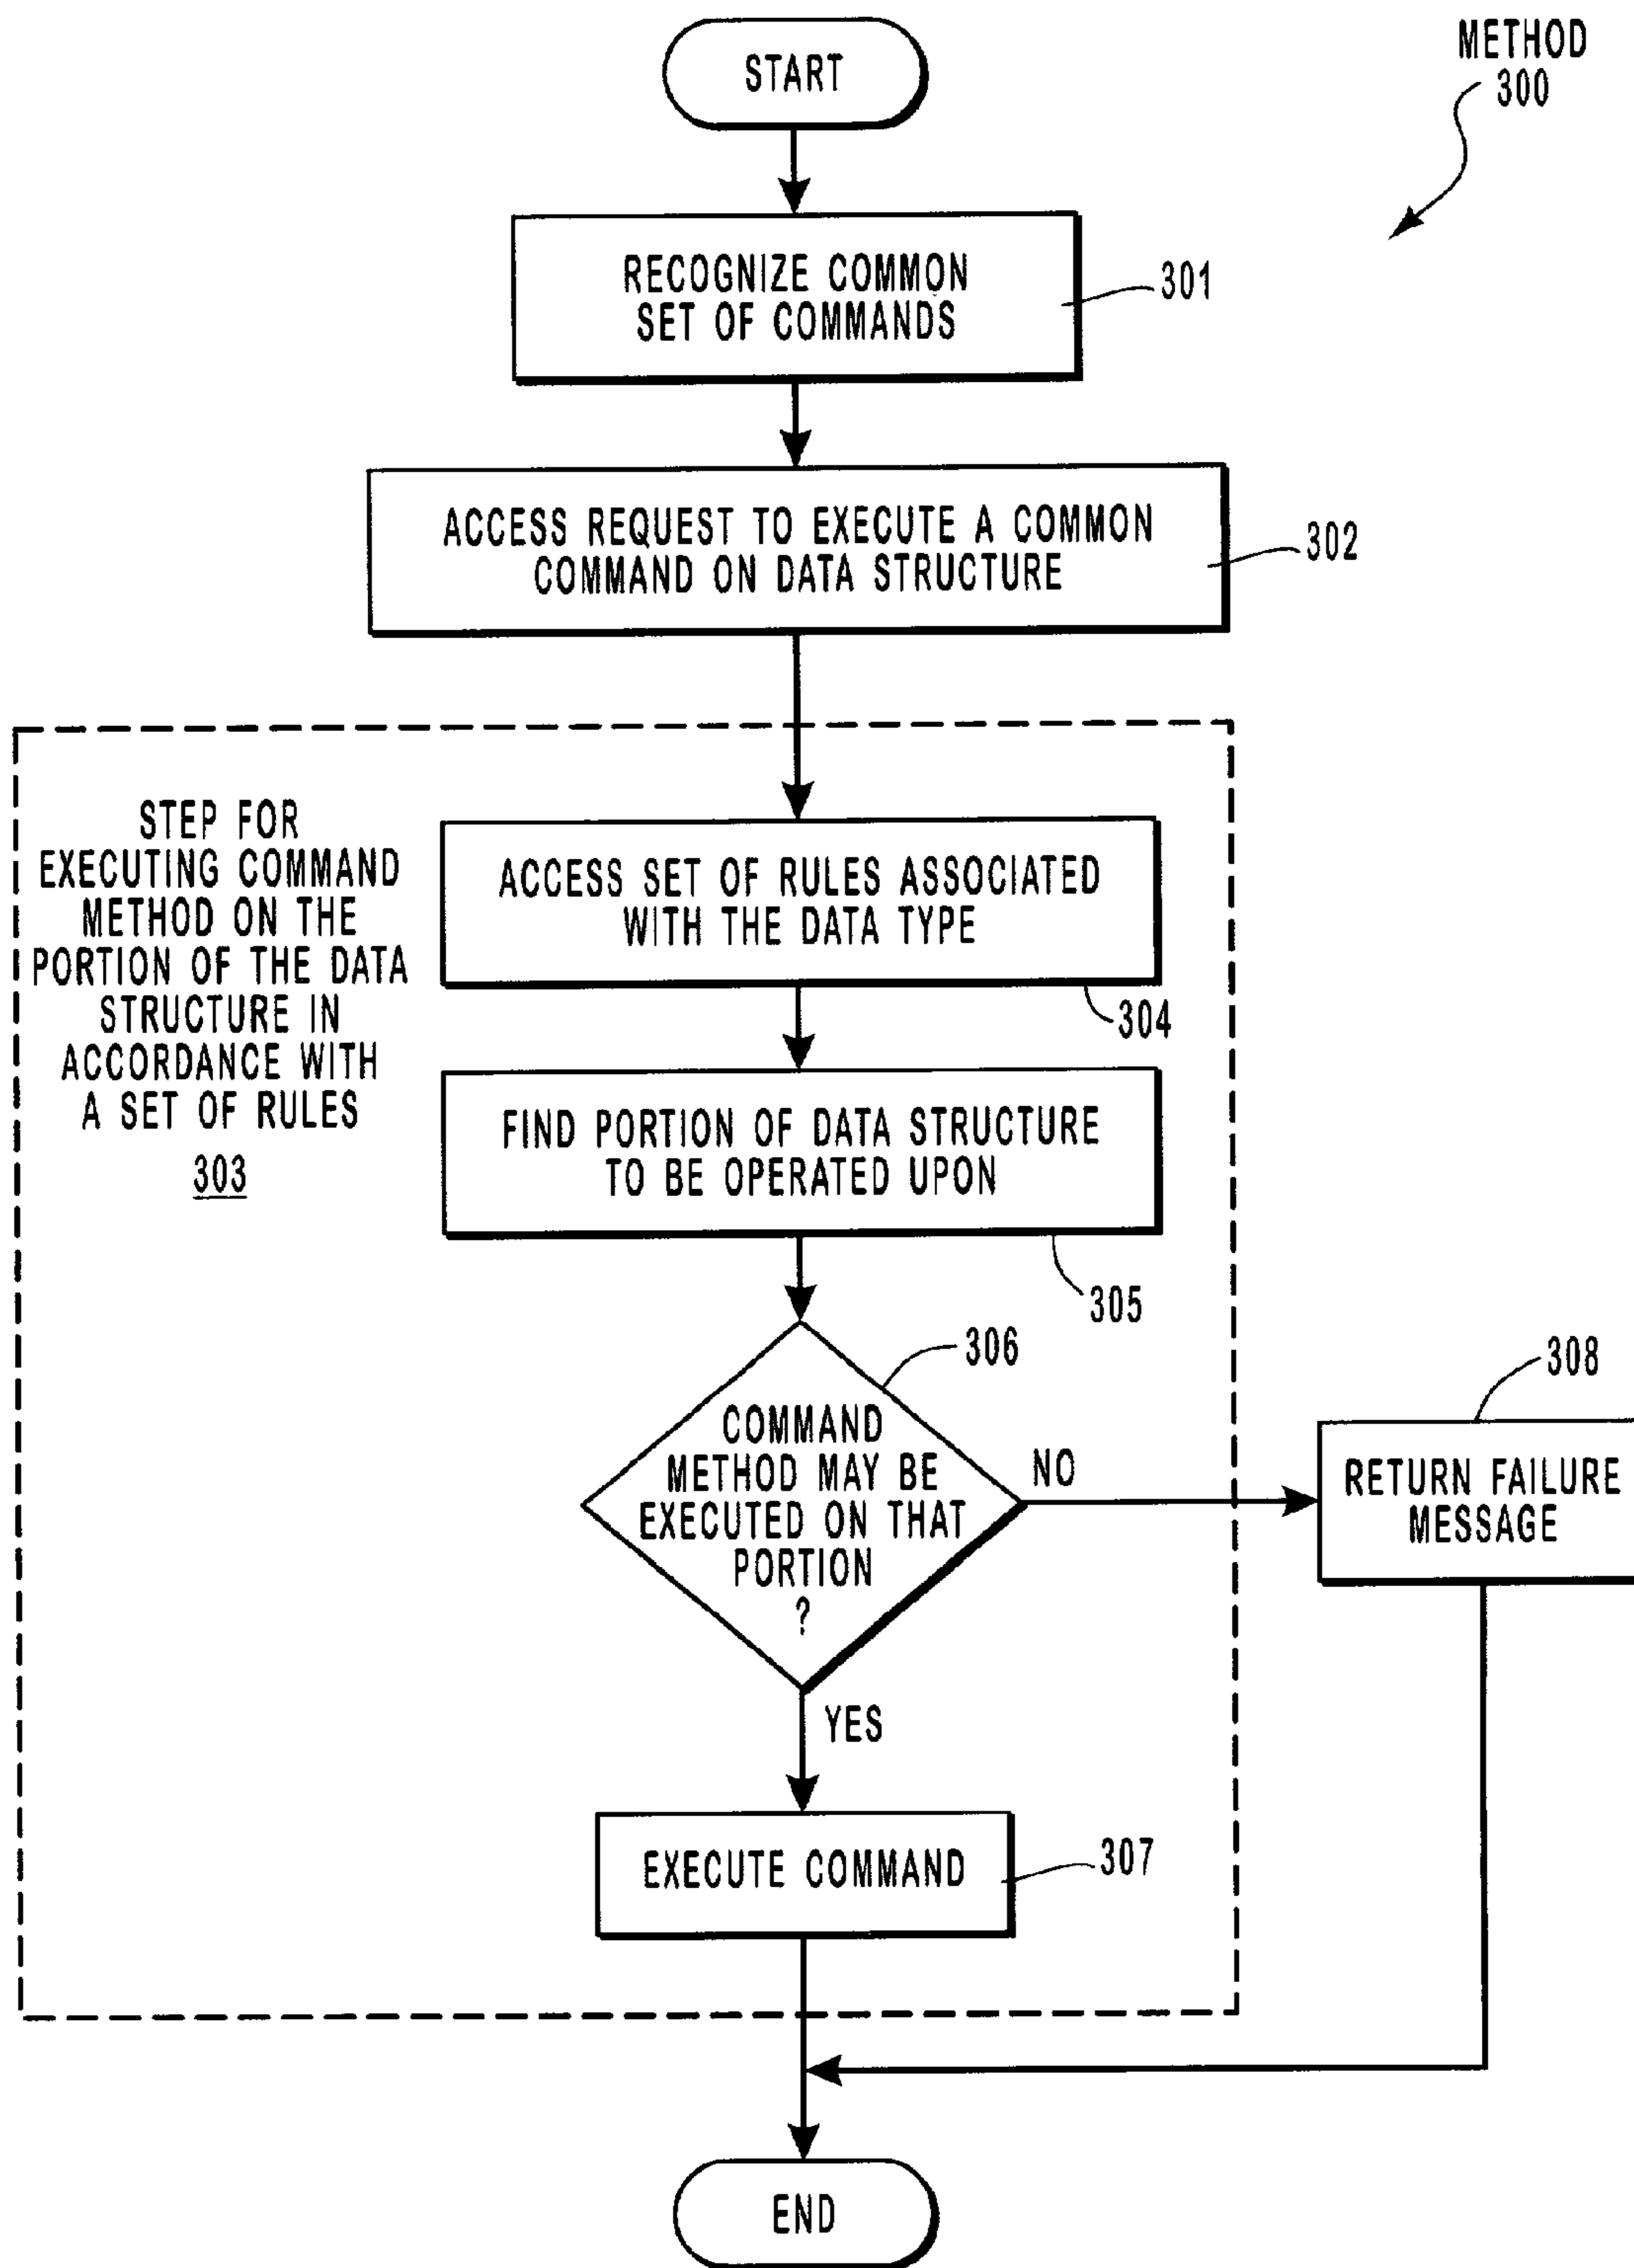 START
METHOD
300
RECOGNIZE COMMON
SET OF COMMANDS
301
ACCESS REQUEST TO EXECUTE A COMMON
COMMAND ON DATA STRUCTURE
302
STEP FOR
EXECUTING COMMAND
METHOD ON THE
PORTION OF THE DATA
STRUCTURE IN
ACCORDANCE WITH
A SET OF RULES
303
ACCESS SET OF RULES ASSOCIATED
WITH THE DATA TYPE
304
FIND PORTION OF DATA STRUCTURE
TO BE OPERATED UPON
305
306
COMMAND
METHOD MAY BE
EXECUTED ON THAT
PORTION
?
NO
308
RETURN FAILURE
MESSAGE
YES
EXECUTE COMMAND
307
END